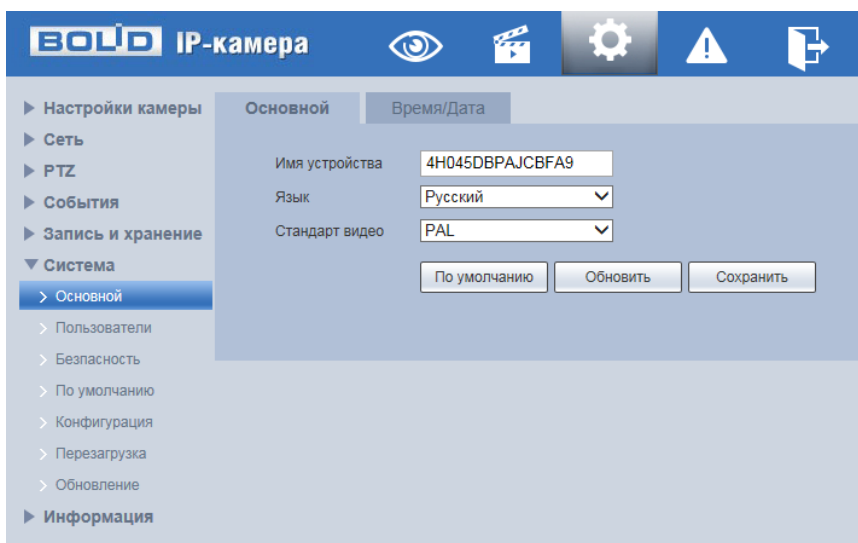 BOLID IP-камера
Настройки камеры
Сеть
PTZ
События
Запись и хранение
Система
Основной
Пользователи
Безпасность
По умолчанию
Конфигурация
Перезагрузка
Обновление
Информация
Основной Время/Дата
Имя устройства 4H045DBPAJCBFA9
Язык Русский
Стандарт видео PAL
По умолчанию Обновить Сохранить